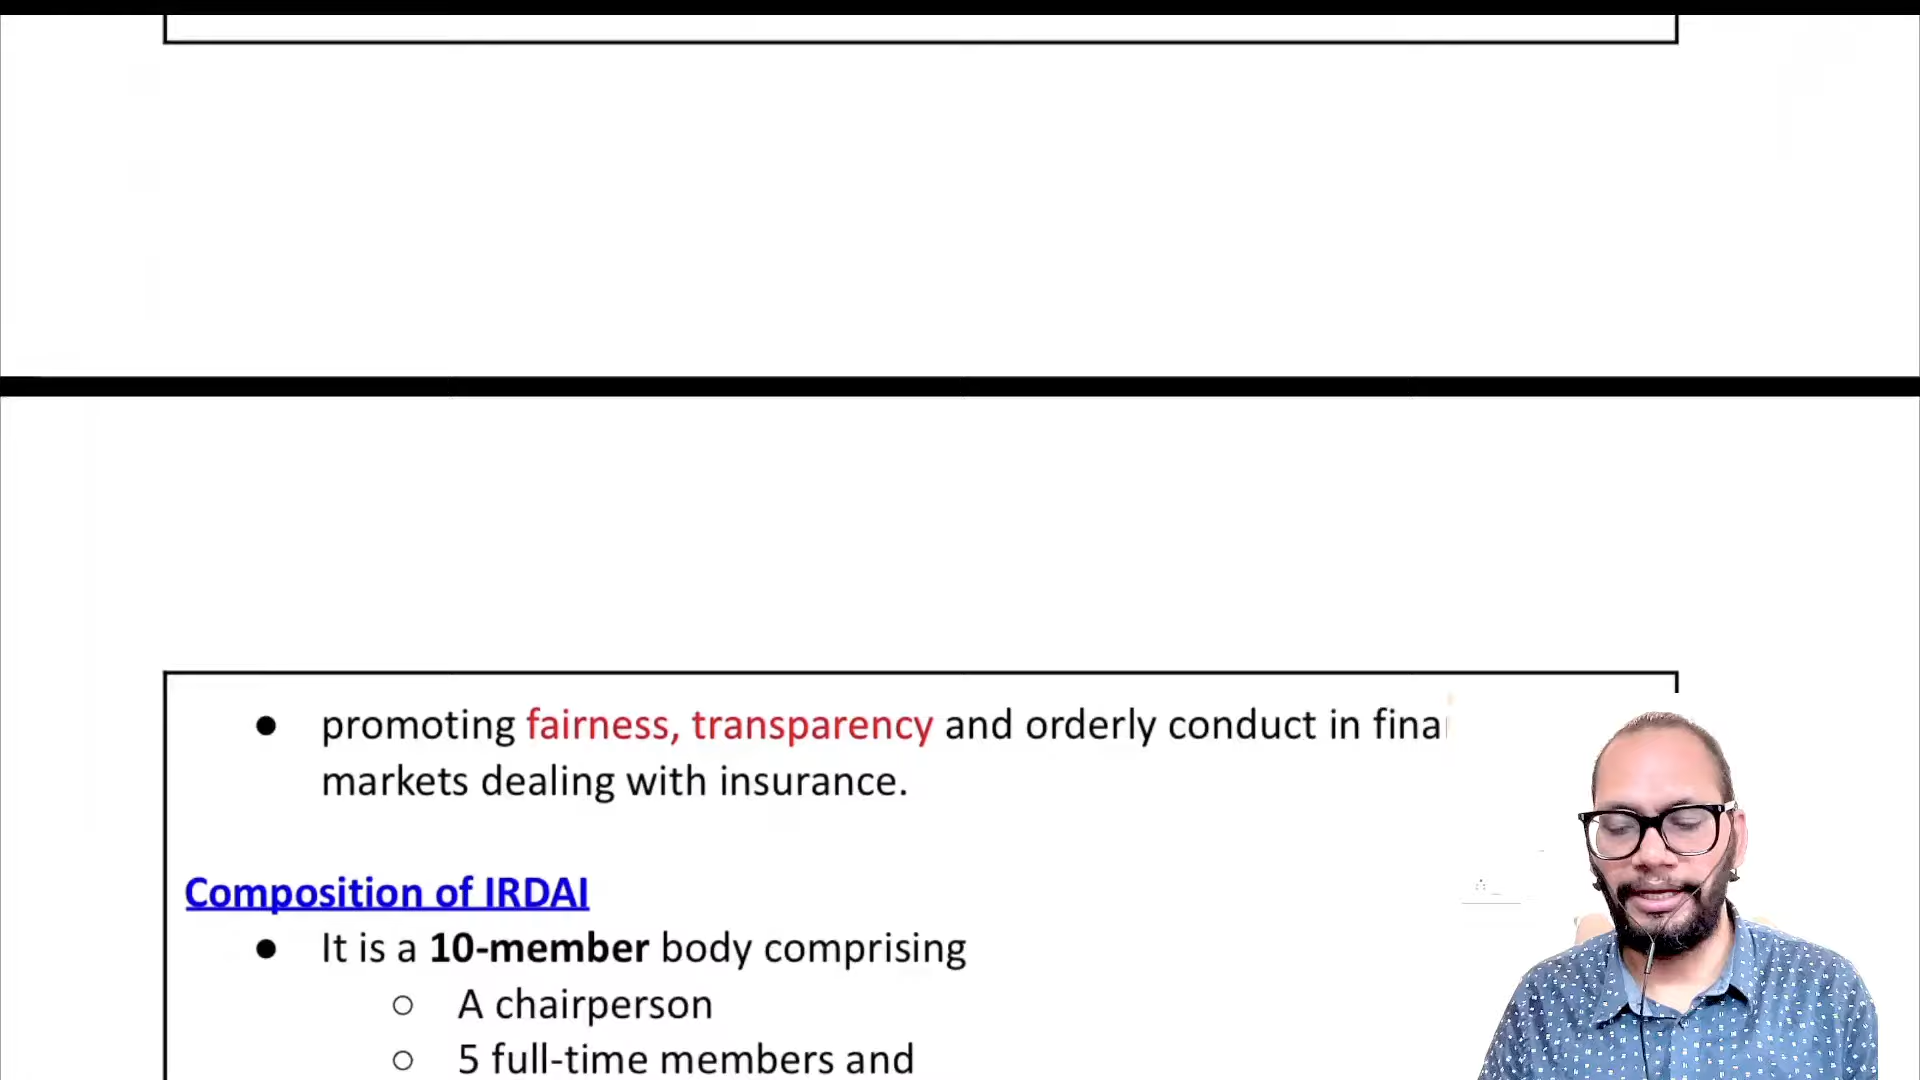 ● promoting fairness, transparency and orderly conduct in
markets dealing with insurance.
Composition of IRDAI
● It is a 10-member body comprising
○ A chairperson
○ 5 full-time members and